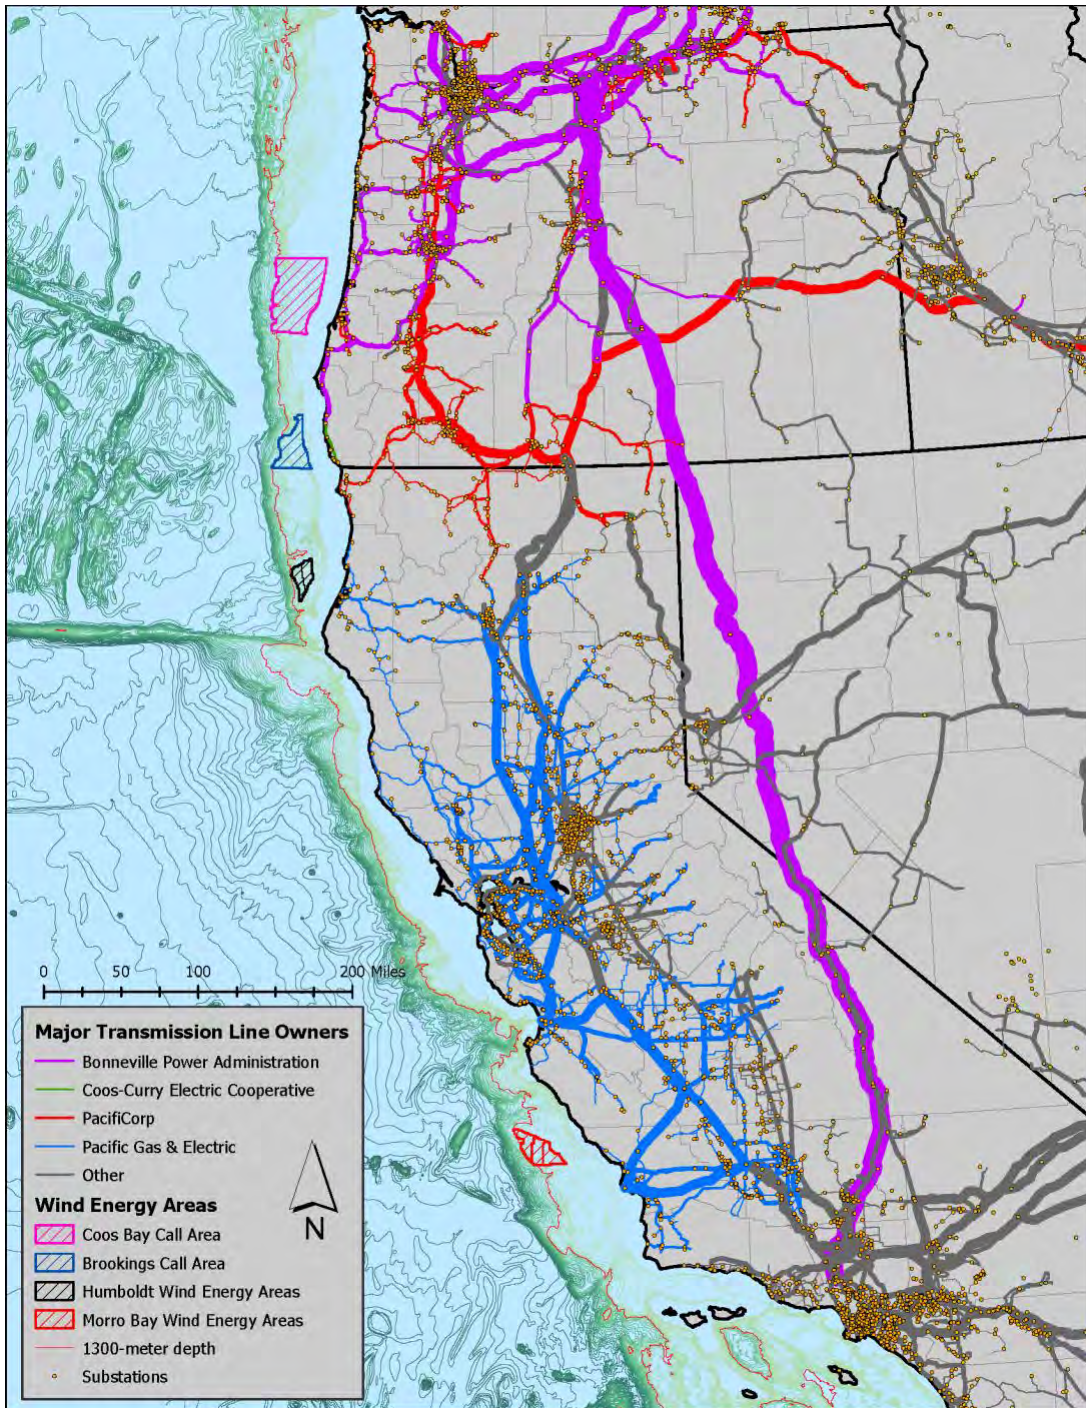 0 50 100 200 Miles
Major Transmission Line Owners
Bonneville Power Administration
Coos-Curry Electric Cooperative
PacifiCorp
Pacific Gas & Electric
Other
Wind Energy Areas
Coos Bay Call Area
Brookings Call Area
Humboldt Wind Energy Areas
Morro Bay Wind Energy Areas
1300-meter depth
Substations
N